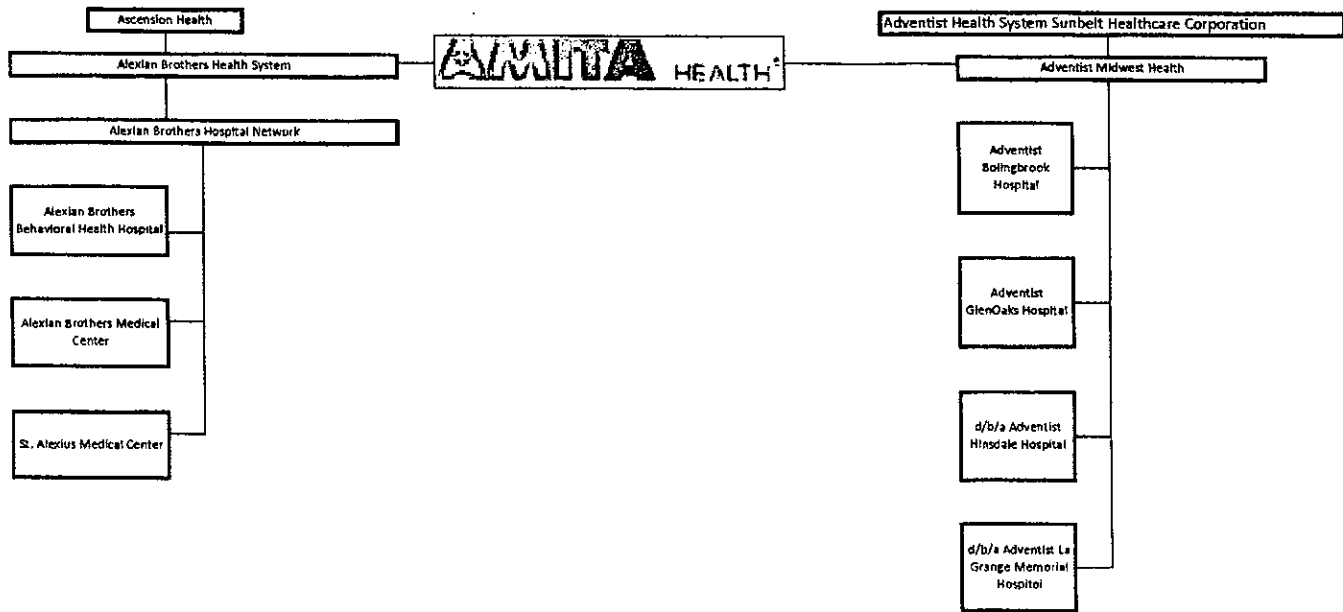 Ascension Health
Alexian Brothers Health System
AMITA HEALTH
Adventist Health System Sunbelt Healthcare Corporation
Adventist Midwest Health
Alexian Brothers Hospital Network
Alexian Brothers
Behavioral Health Hospital
Alexian Brothers Medical
Center
St. Alexius Medical Center
Adventist
Bolingbrook
Hospital
Adventist
GlenOaks Hospital
d/b/a Adventist
Hinsdale Hospital
d/b/a Adventist La
Grange Memorial
Hospital